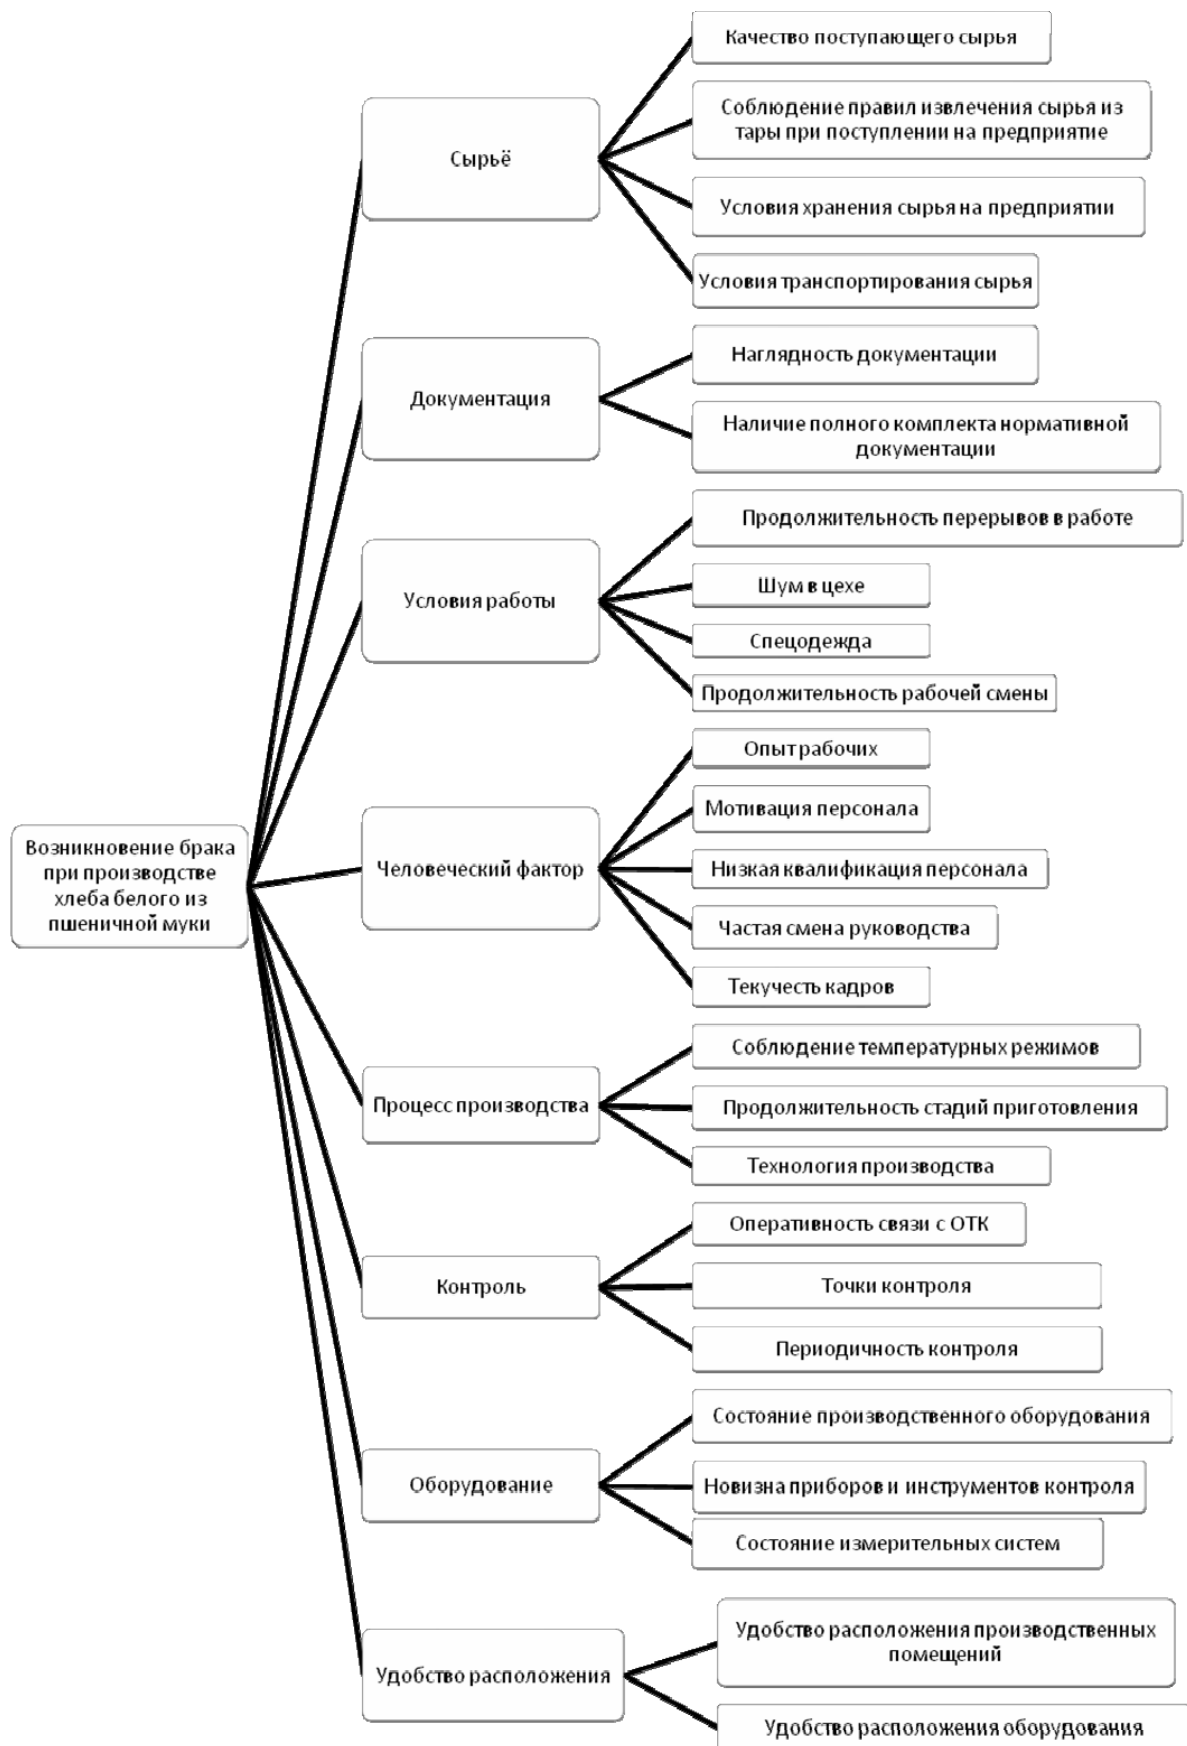 Качество поступающего сырья
Соблюдение правил извлечения сырья из
тары при поступлении на предприятие
Сырьё
Условия хранения сырья на предприятии
Условия транспортирования сырья
Наглядность документации
Документация
Наличие полного комплекта нормативной
документации
Продолжительность перерывов в работе
Шум в цехе
Условия работы
Спецодежда
Продолжительность рабочей смены
Опыт рабочих
Мотивация персонала
Возникновение брака
при производстве
хлеба белого из
пшеничной муки
Человеческий фактор
Низкая квалификация персонала
Частая смена руководства
Текучесть кадров
Соблюдение температурных режимов
Процесс производства
Продолжительность стадий приготовления
Технология производства
Оперативность связи с ОТК
Контроль
Точки контроля
Периодичность контроля
Состояние производственного оборудования
Оборудование
Новизна приборов и инструментов контроля
Состояние измерительных систем
Удобство расположения производственных
помещений
Удобство расположения
Удобство расположения оборудования